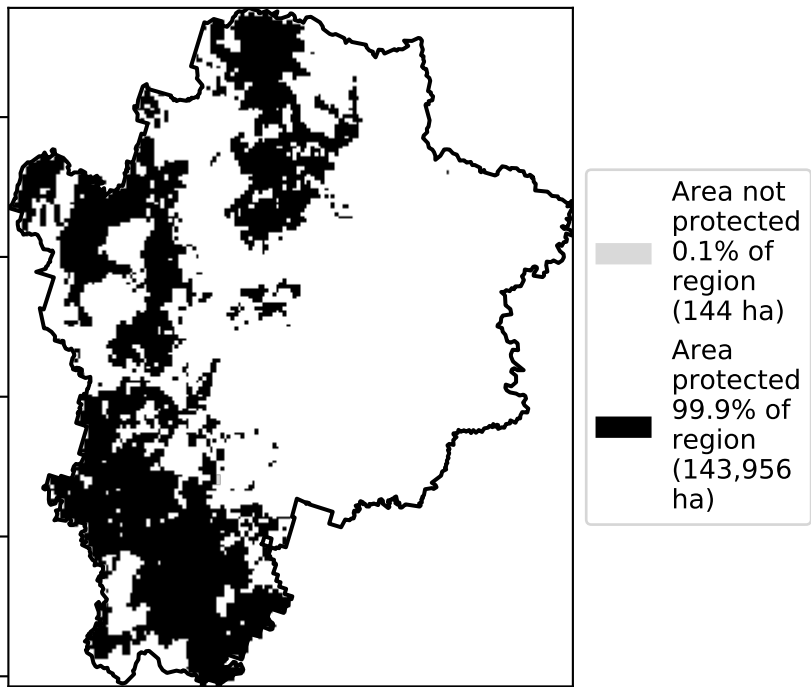 Area not
protected
0.1% of
region
(144 ha)
Area
protected
99.9% of
region
(143,956
ha)